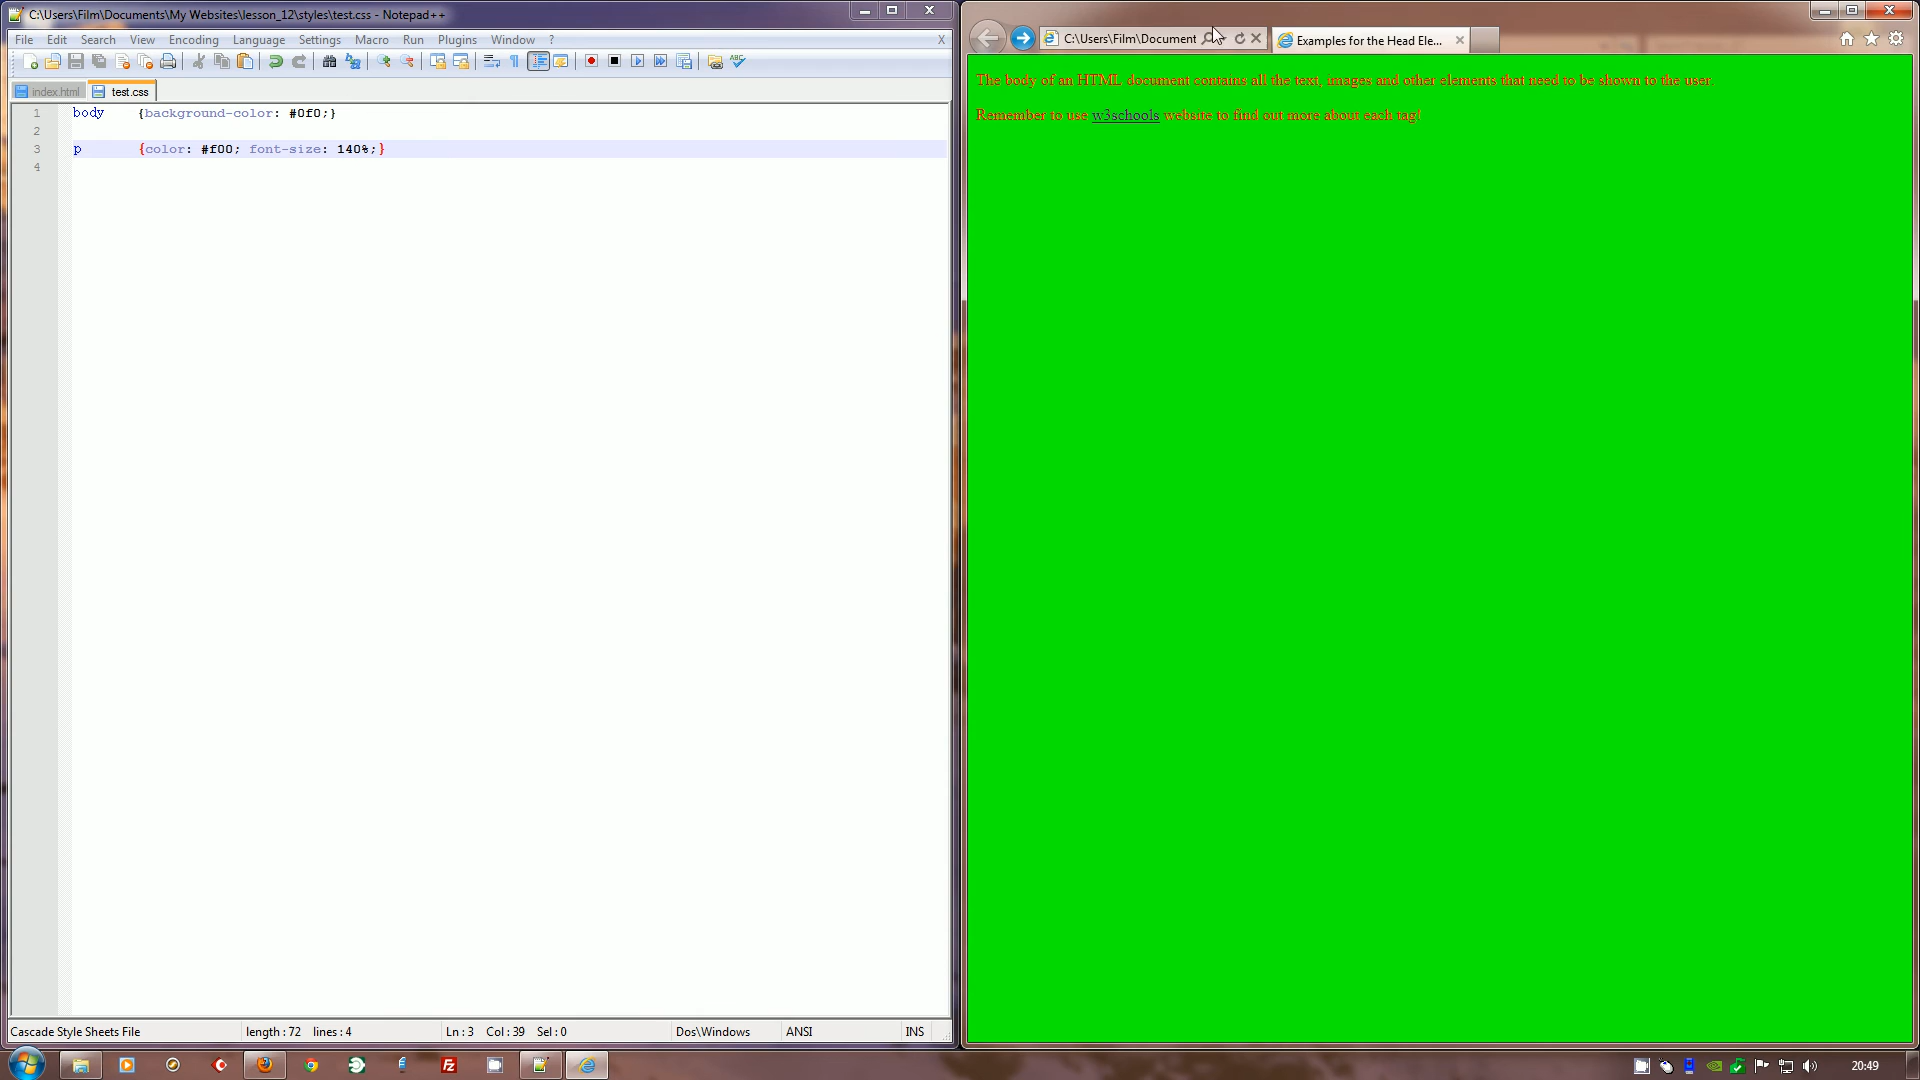 C:\Users\Film\Documents\My Websites\lesson_12\styles\test.css - Notepad++
File Edit Search View Encoding Language Settings Macro Run Plugins Window ? X
index.html test.css
1 body {background-color: #0f0;}
2
3 p {color: #f00; font-size: 140%;}
4
Cascade Style Sheets File length : 72 lines : 4 Ln : 3 Col : 39 Sel : 0 Dos\Windows ANSI INS
C:\Users\Film\Document Examples for the Head Ele...
The body of an HTML document contains all the text, images and other elements that need to be shown to the user.
Remember to use w3schools website to find out more about each tag!
20:49